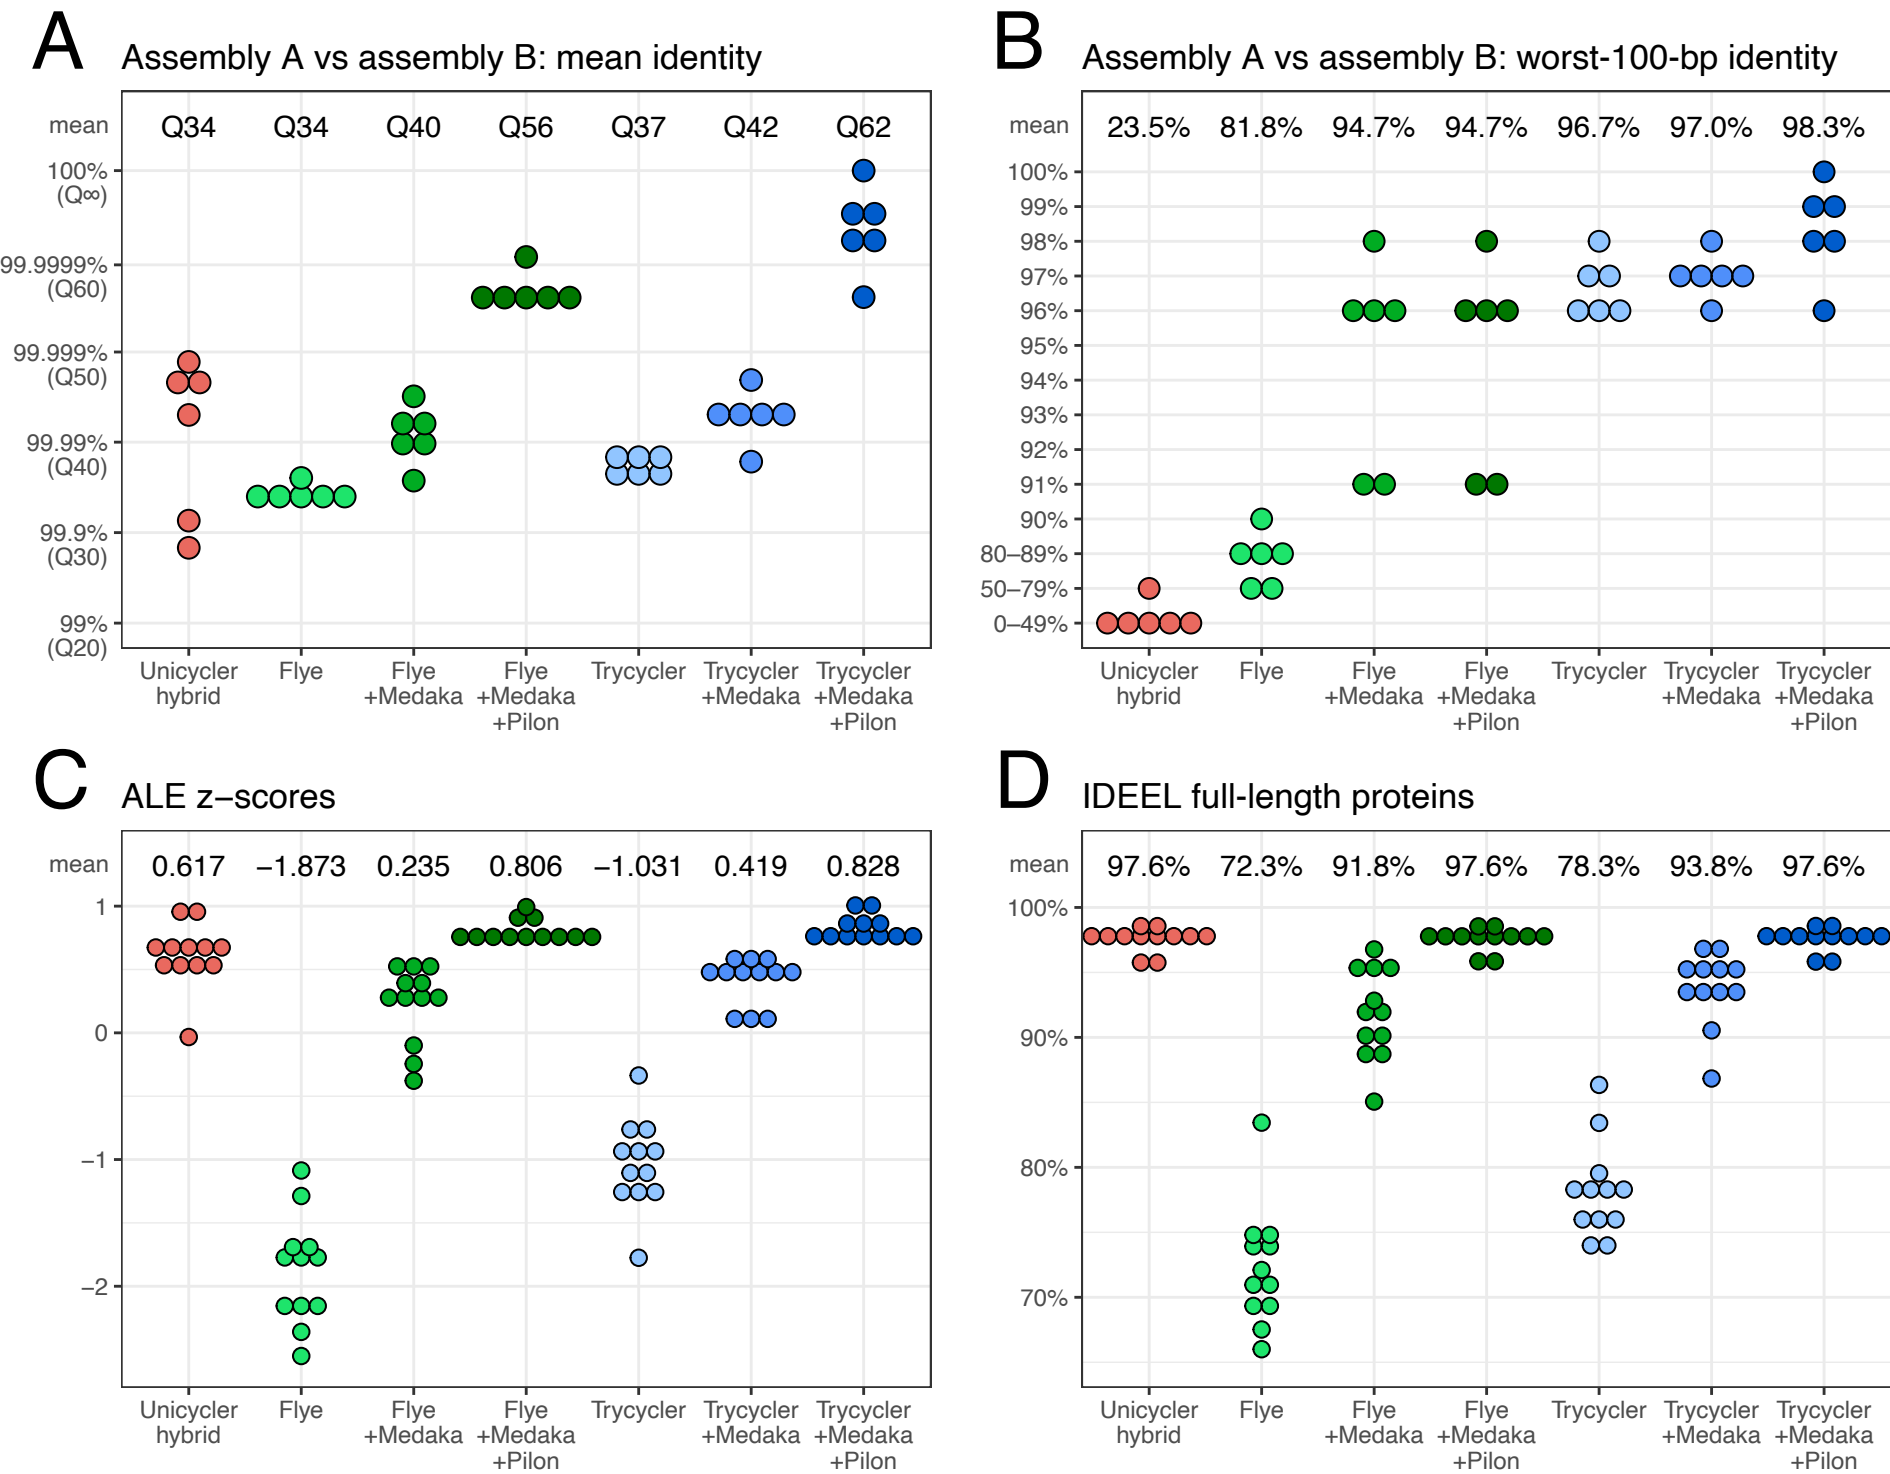 A
Assembly A vs assembly B: mean identity
mean Q34 Q34 Q40 Q56 Q37 Q42 Q62
100%
(Q∞)
99.9999%
(Q60)
99.999%
(Q50)
99.99%
(Q40)
99.9%
(Q30)
99%
(Q20)
Unicycler Flye Flye Flye Trycycler Trycycler Trycycler
hybrid +Medaka +Medaka +Medaka +Medaka
+Pilon +Pilon
B
Assembly A vs assembly B: worst-100-bp identity
mean 23.5% 81.8% 94.7% 94.7% 96.7% 97.0% 98.3%
100%
99%
98%
97%
96%
95%
94%
93%
92%
91%
90%
80–89%
50–79%
0–49%
Unicycler Flye Flye Flye Trycycler Trycycler Trycycler
hybrid +Medaka +Medaka +Medaka +Medaka
+Pilon +Pilon
C
ALE z−scores
mean 0.617 −1.873 0.235 0.806 −1.031 0.419 0.828
1
0
−1
−2
Unicycler Flye Flye Flye Trycycler Trycycler Trycycler
hybrid +Medaka +Medaka +Medaka +Medaka
+Pilon +Pilon
D
IDEEL full-length proteins
mean 97.6% 72.3% 91.8% 97.6% 78.3% 93.8% 97.6%
100%
90%
80%
70%
Unicycler Flye Flye Flye Trycycler Trycycler Trycycler
hybrid +Medaka +Medaka +Medaka +Medaka
+Pilon +Pilon